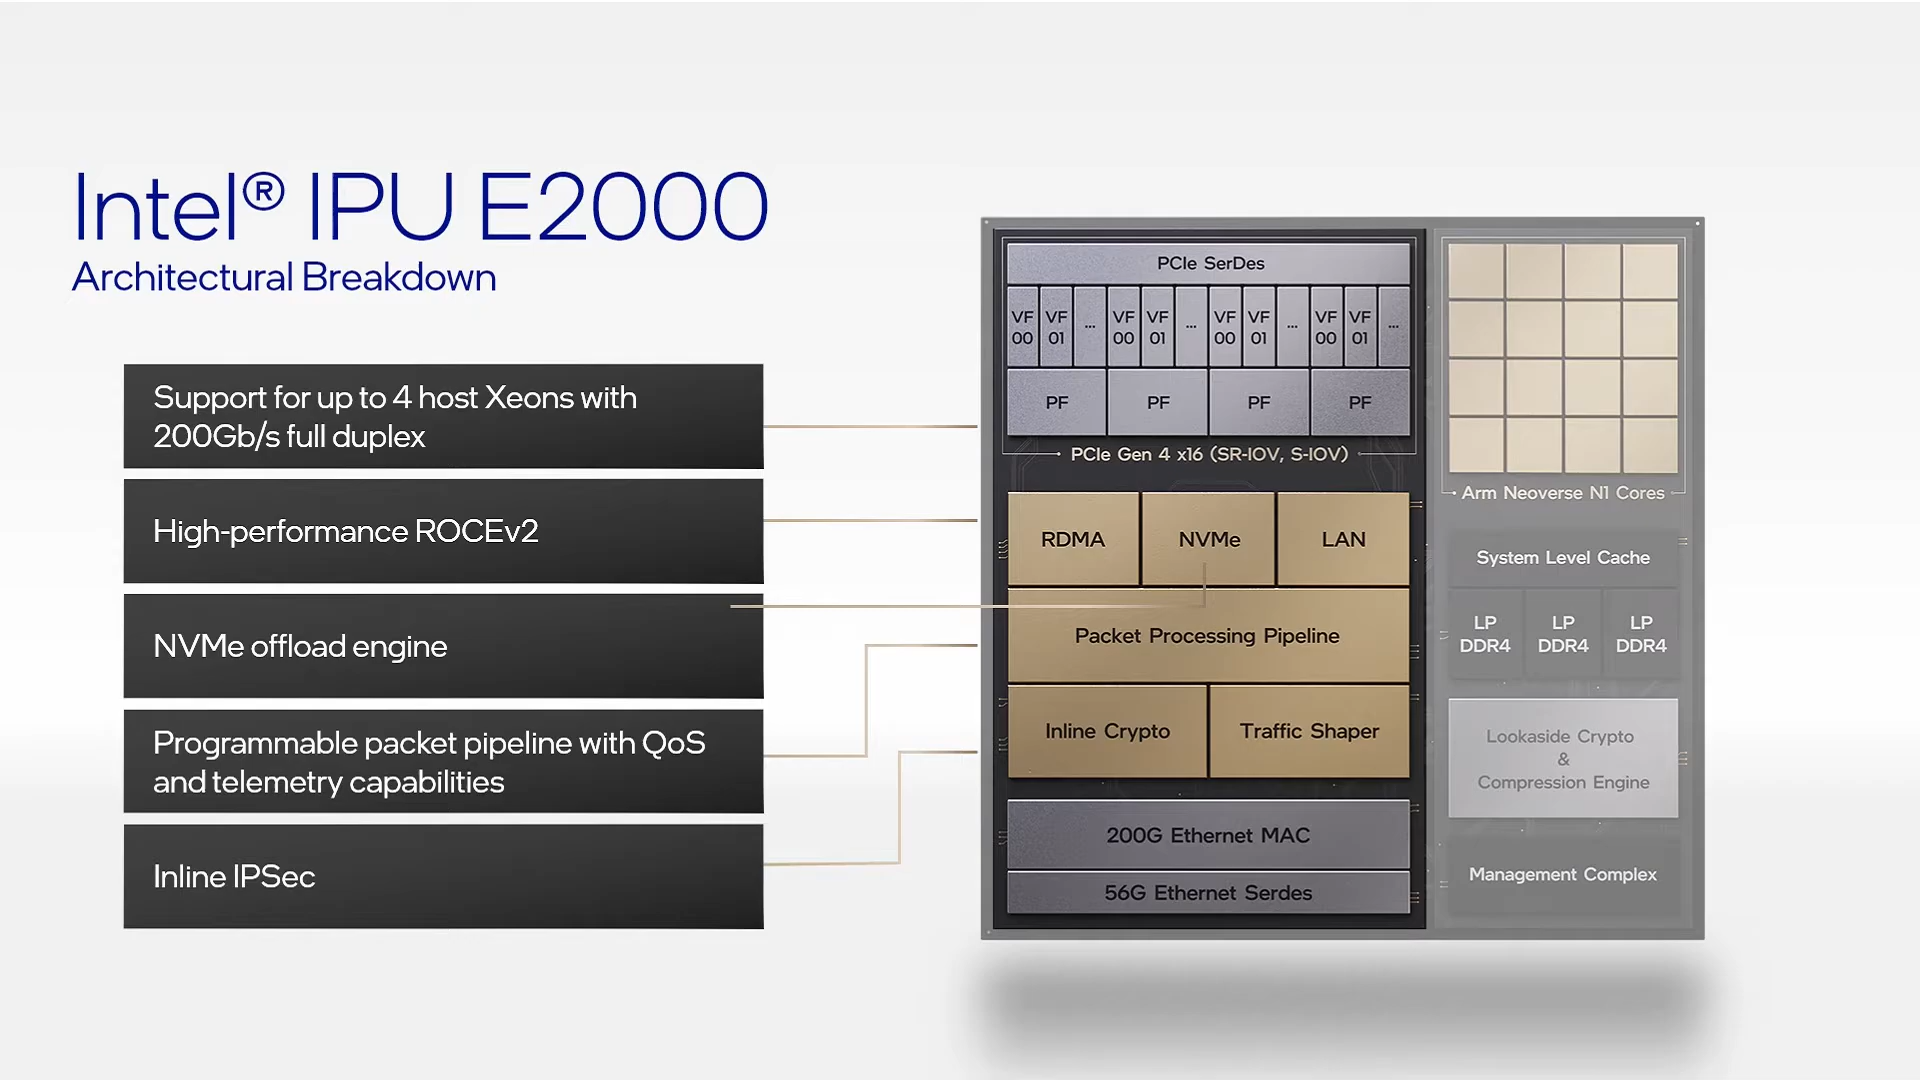 Intel® IPU E2000
Architectural Breakdown
Support for up to 4 host Xeons with
200Gb/s full duplex
High-performance ROCEv2
NVMe offload engine
Programmable packet pipeline with QoS
and telemetry capabilities
Inline IPSec
PCIe SerDes
VF 00 VF 01 ... VF 00 VF 01 ... VF 00 VF 01 ... VF 00 VF 01 ...
PF PF PF PF
PCIe Gen 4 x16 (SR-IOV, S-IOV)
RDMA NVMe LAN
Packet Processing Pipeline
Inline Crypto Traffic Shaper
200G Ethernet MAC
56G Ethernet Serdes
Arm Neoverse N1 Cores
System Level Cache
LP LP LP
DDR4 DDR4 DDR4
Lookaside Crypto
&
Compression Engine
Management Complex